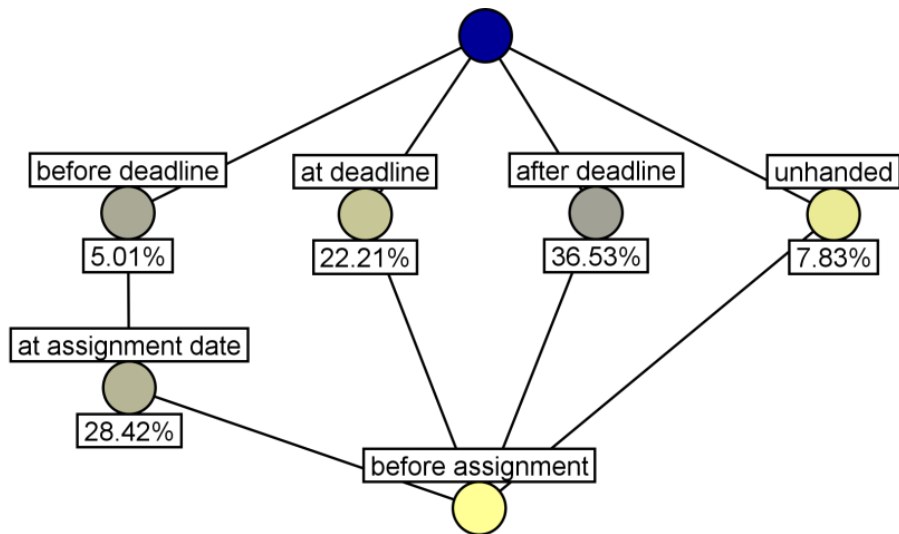 before deadline
at deadline
after deadline
unhanded
5.01%
22.21%
36.53%
7.83%
at assignment date
28.42%
before assignment